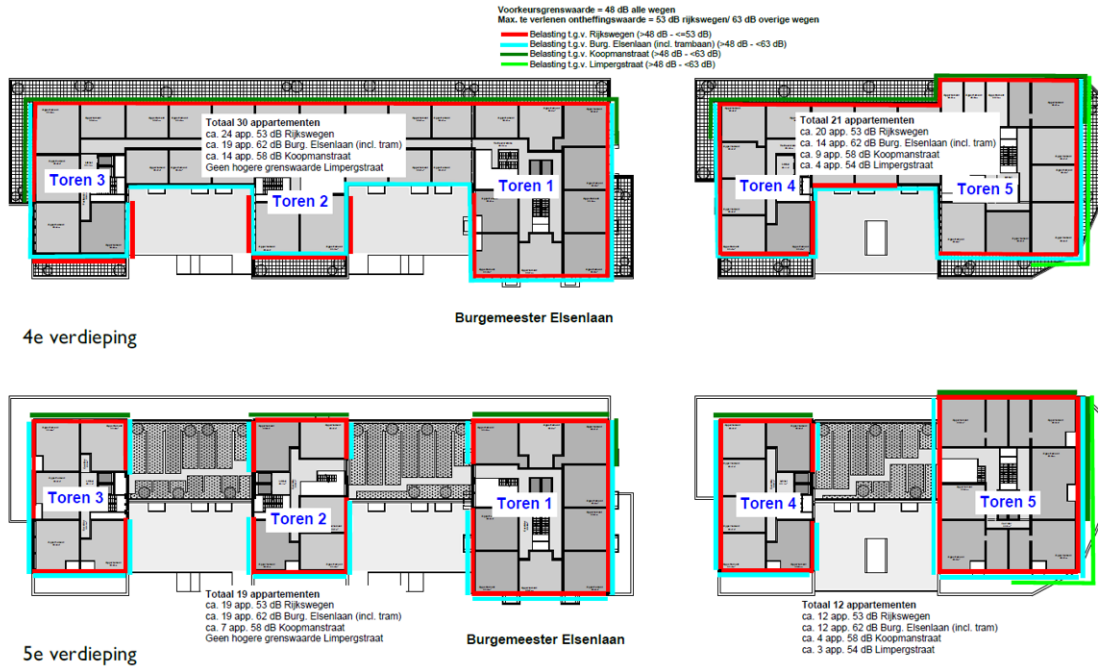 Voorkeursgrenswaarde = 48 dB alle wegen
Max. te verlenen ontheffingswaarde = 53 dB rijkswegen/ 63 dB overige wegen
Belasting t.g.v. Rijkswegen (>48 dB - <=53 dB)
Belasting t.g.v. Burg. Elsenlaan (incl. trambaan) (>48 dB - <63 dB)
Belasting t.g.v. Koopmanstraat (>48 dB - <63 dB)
Belasting t.g.v. Limpergstraat (>48 dB - <63 dB)
Totaal 30 appartementen
ca. 24 app. 53 dB Rijkswegen
ca. 19 app. 62 dB Burg. Elsenlaan (incl. tram)
ca. 14 app. 58 dB Koopmanstraat
Geen hogere grenswaarde Limpergstraat
Toren 3
Toren 2
Toren 1
Totaal 21 appartementen
ca. 20 app. 53 dB Rijkswegen
ca. 14 app. 62 dB Burg. Elsenlaan (incl. tram)
ca. 9 app. 58 dB Koopmanstraat
ca. 4 app. 54 dB Limpergstraat
Toren 4
Toren 5
Burgemeester Elsenlaan
4e verdieping
Toren 3
Toren 2
Toren 1
Toren 4
Toren 5
Totaal 19 appartementen
ca. 19 app. 53 dB Rijkswegen
ca. 19 app. 62 dB Burg. Elsenlaan (incl. tram)
ca. 7 app. 58 dB Koopmanstraat
Geen hogere grenswaarde Limpergstraat
Burgemeester Elsenlaan
Totaal 12 appartementen
ca. 12 app. 53 dB Rijkswegen
ca. 12 app. 62 dB Burg. Elsenlaan (incl. tram)
ca. 4 app. 58 dB Koopmanstraat
ca. 3 app. 54 dB Limpergstraat
5e verdieping